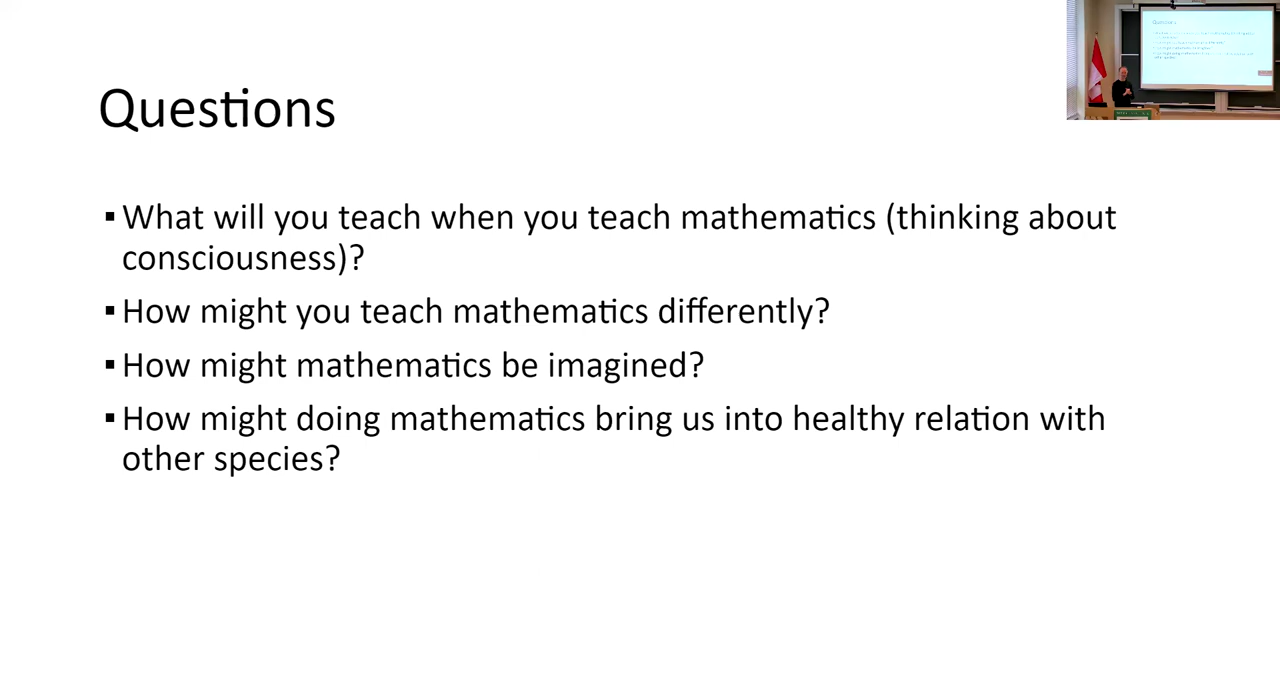 Questions
▪ What will you teach when you teach mathematics (thinking about
consciousness)?
▪ How might you teach mathematics differently?
▪ How might mathematics be imagined?
▪ How might doing mathematics bring us into healthy relation with
other species?